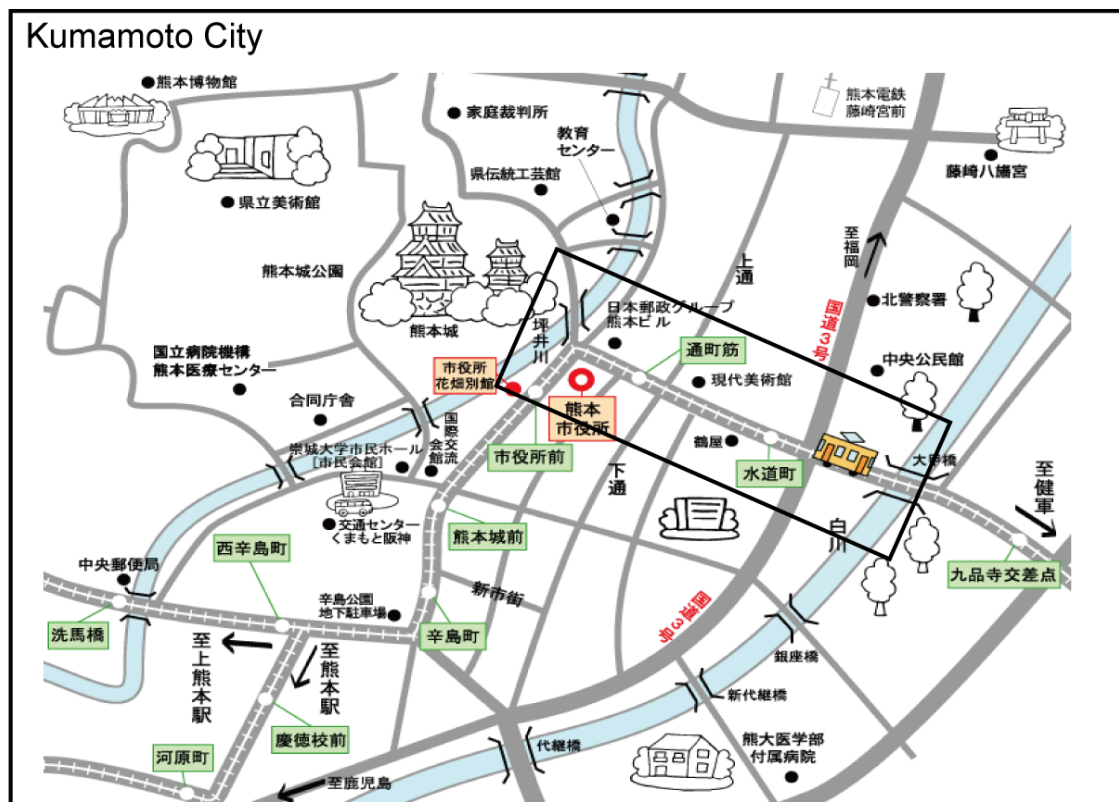 Kumamoto City
熊本博物館
家庭裁判所
熊本電鉄
藤崎宮前
教育
センター
県伝統工芸館
藤崎八旛宮
県立美術館
至福岡
上通
熊本城公園
北警察署
国道3号
日本郵政グループ
熊本ビル
坪井川
熊本城
通町筋
中央公民館
国立病院機構
熊本医療センター
市役所
花畑別館
現代美術館
合同庁舎
熊本
市役所
国際交流
会館
鶴屋
崇城大学市民ホール
[市民会館]
市役所前
水道町
大甲橋
至健軍
下通
交通センター
くまもと阪神
熊本城前
白川
西辛島町
中央郵便局
九品寺交差点
新市街
辛島公園
地下駐車場
洗馬橋
辛島町
国道3号
至上熊本駅
至熊本駅
銀座橋
新代継橋
慶徳校前
河原町
代継橋
熊大医学部
付属病院
至鹿児島